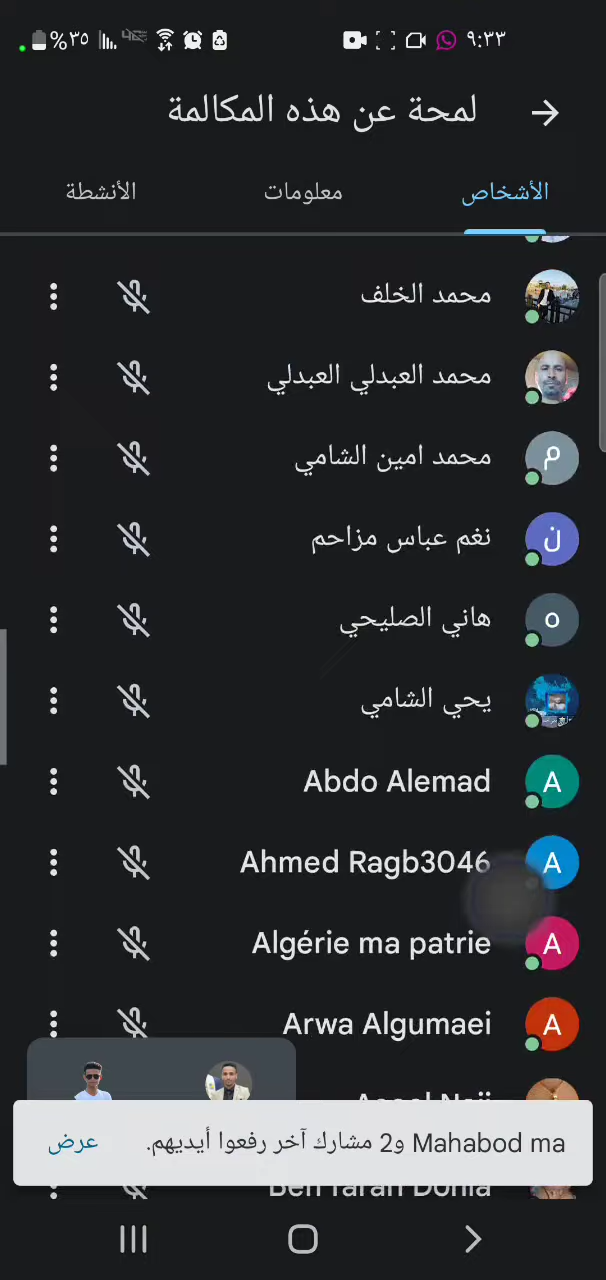 %٣٥
٩:٣٣
لمحة عن هذه المكالمة
الأشخاص
معلومات
الأنشطة
محمد الخلف
محمد العبدلي العبدلي
م
محمد امين الشامي
ن
نغم عباس مزاحم
ه
هاني الصليحي
يحي الشامي
A
Abdo Alemad
A
Ahmed Ragb3046
A
Algérie ma patrie
A
Arwa Algumaei
Mahabod ma و2 مشارك آخر رفعوا أيديهم.
عرض